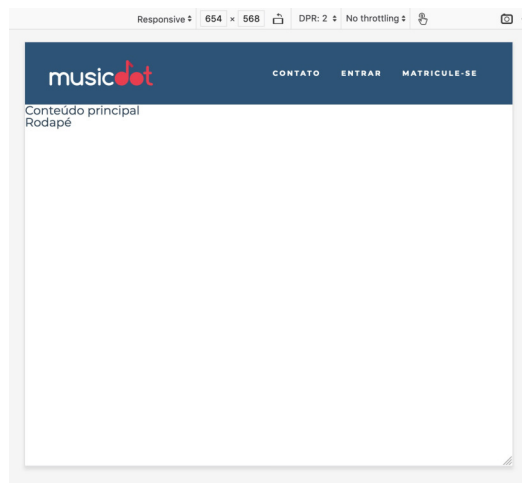 Responsive 654 × 568 DPR: 2 No throttling
musicdot CONTATO ENTRAR MATRICULE-SE
Conteúdo principal
Rodapé